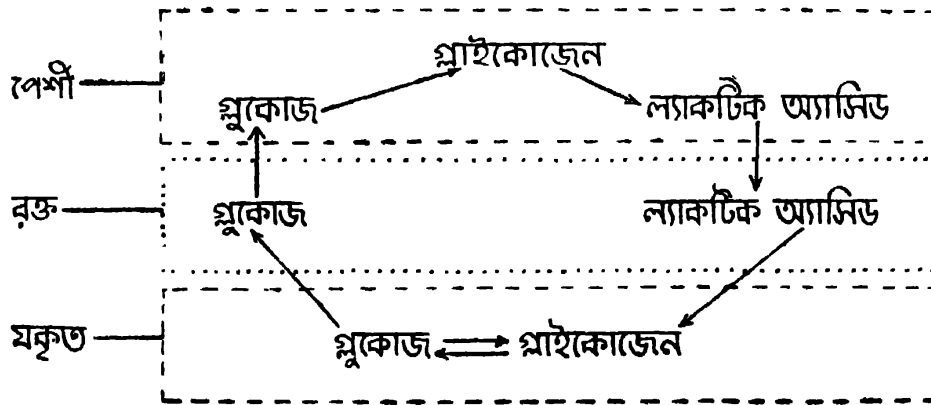 গ্লাইকোজেন
পেশী
গ্লুকোজ
ল্যাকটিক অ্যাসিড
রক্ত
গ্লুকোজ
ল্যাকটিক অ্যাসিড
যকৃত
গ্লুকোজ
গ্লাইকোজেন